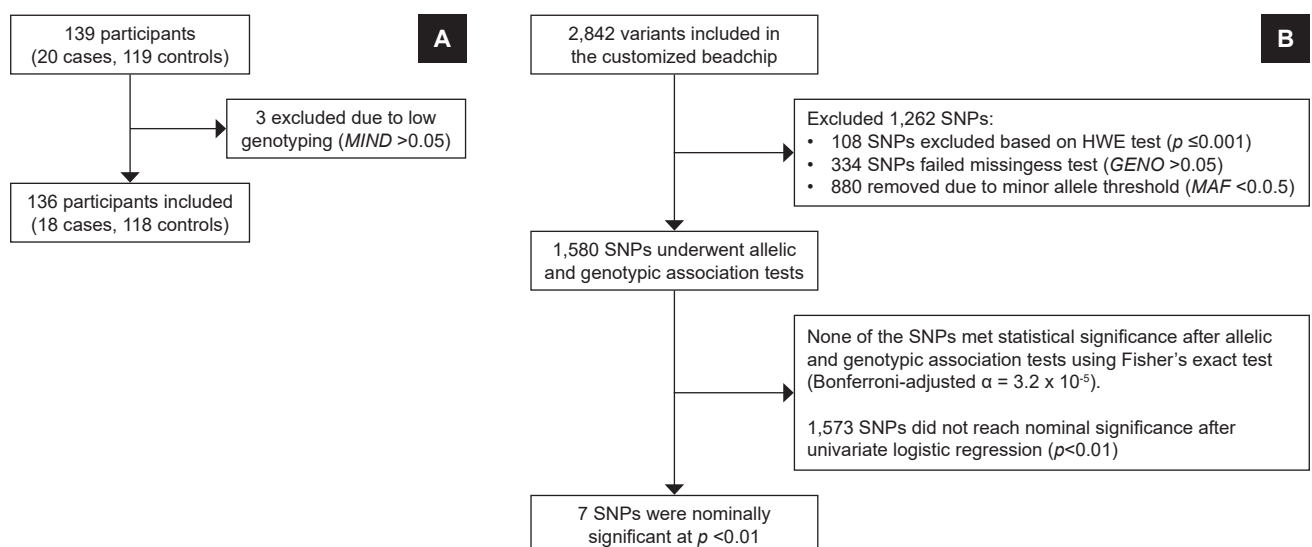 139 participants
(20 cases, 119 controls)
A
3 excluded due to low
genotyping (MIND >0.05)
136 participants included
(18 cases, 118 controls)
2,842 variants included in
the customized beadchip
B
Excluded 1,262 SNPs:
• 108 SNPs excluded based on HWE test (p ≤0.001)
• 334 SNPs failed missingess test (GENO >0.05)
• 880 removed due to minor allele threshold (MAF <0.0.5)
1,580 SNPs underwent allelic
and genotypic association tests
None of the SNPs met statistical significance after allelic
and genotypic association tests using Fisher’s exact test
(Bonferroni-adjusted α = 3.2 x 10⁻⁵).
1,573 SNPs did not reach nominal significance after
univariate logistic regression (p<0.01)
7 SNPs were nominally
significant at p <0.01